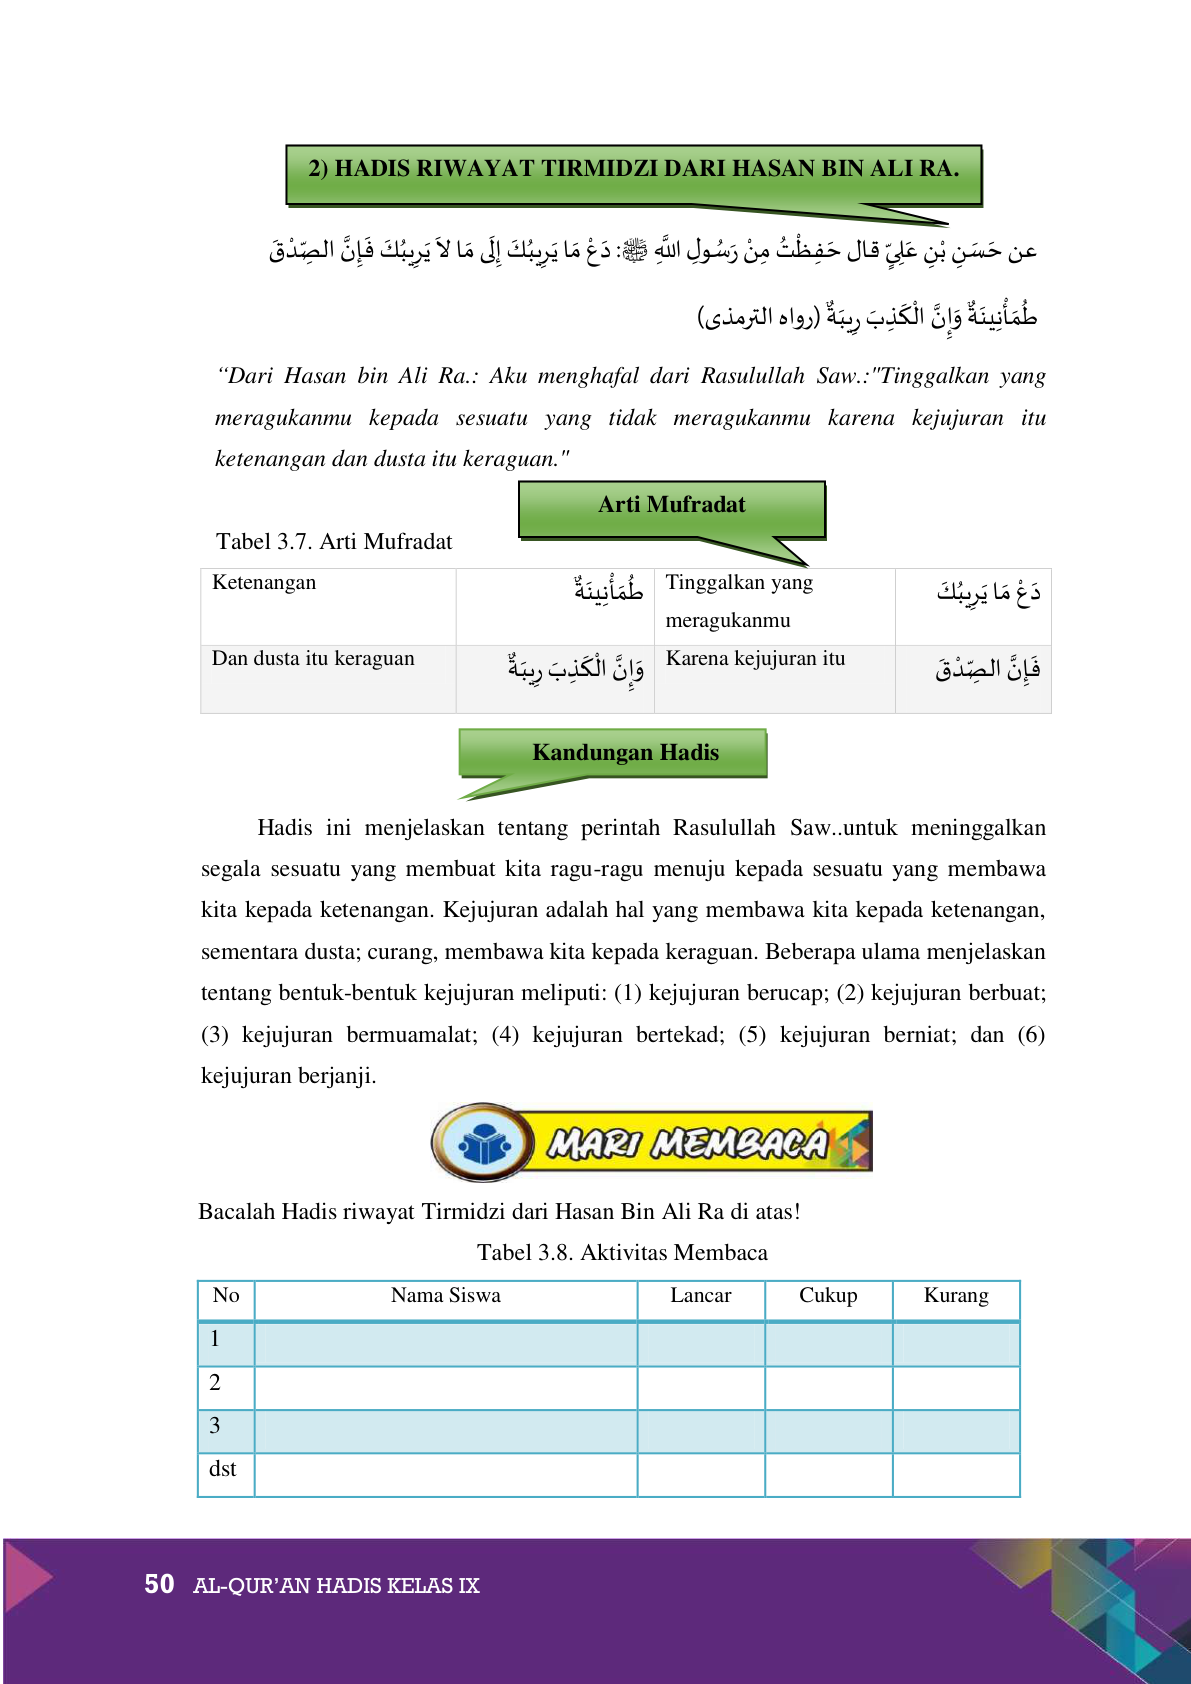 2) HADIS RIWAYAT TIRMIDZI DARI HASAN BIN ALI RA.
عن حَسَنِ بْنِ عَلِيٍّ قال حَفِظْتُ مِنْ رَسُولِ اللَّهِ ﷺ: دَعْ مَا يَرِيبُكَ إِلَى مَا لاَ يَرِيبُكَ فَإِنَّ الصِّدْقَ
طُمَأْنِينَةٌ وَإِنَّ الْكَذِبَ رِيبَةٌ (رواه الترمذى)
“Dari Hasan bin Ali Ra.: Aku menghafal dari Rasulullah Saw.:"Tinggalkan yang
meragukanmu kepada sesuatu yang tidak meragukanmu karena kejujuran itu
ketenangan dan dusta itu keraguan."
Arti Mufradat
Tabel 3.7. Arti Mufradat
Ketenangan طُمَأْنِينَةٌ Tinggalkan yang دَعْ مَا يَرِيبُكَ
meragukanmu
Dan dusta itu keraguan وَإِنَّ الْكَذِبَ رِيبَةٌ Karena kejujuran itu فَإِنَّ الصِّدْقَ
Kandungan Hadis
Hadis ini menjelaskan tentang perintah Rasulullah Saw..untuk meninggalkan
segala sesuatu yang membuat kita ragu-ragu menuju kepada sesuatu yang membawa
kita kepada ketenangan. Kejujuran adalah hal yang membawa kita kepada ketenangan,
sementara dusta; curang, membawa kita kepada keraguan. Beberapa ulama menjelaskan
tentang bentuk-bentuk kejujuran meliputi: (1) kejujuran berucap; (2) kejujuran berbuat;
(3) kejujuran bermuamalat; (4) kejujuran bertekad; (5) kejujuran berniat; dan (6)
kejujuran berjanji.
MARI MEMBACA
Bacalah Hadis riwayat Tirmidzi dari Hasan Bin Ali Ra di atas!
Tabel 3.8. Aktivitas Membaca
No Nama Siswa Lancar Cukup Kurang
1
2
3
dst
50 AL-QUR’AN HADIS KELAS IX